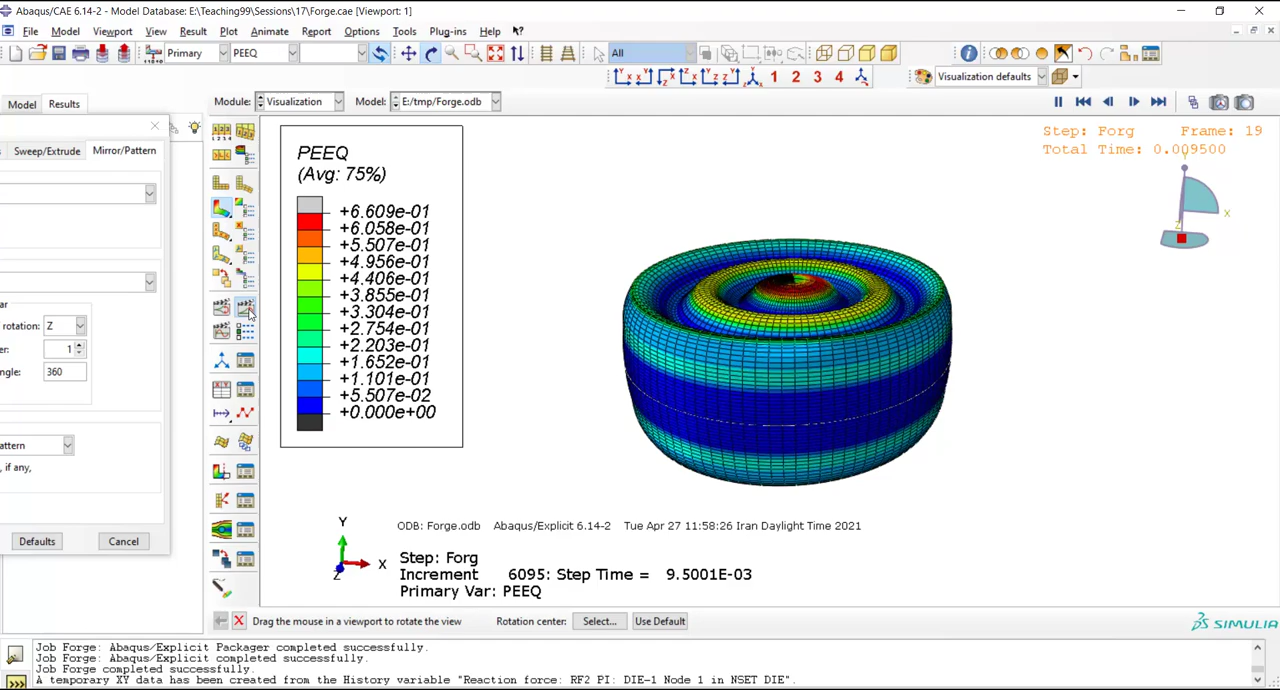 Abaqus/CAE 6.14-2 - Model Database: E:\Teaching99\Sessions\17\Forge.cae [Viewport: 1]
File Model Viewport View Result Plot Animate Report Options Tools Plug-ins Help
Primary PEEQ All
1 2 3 4 Visualization defaults
Model Results Module: Visualization Model: E:/tmp/Forge.odb
Sweep/Extrude Mirror/Pattern
Step: Forg Frame: 19
Total Time: 0.009500
Y
X
Z
PEEQ
(Avg: 75%)
+6.609e-01
+6.058e-01
+5.507e-01
+4.956e-01
+4.406e-01
+3.855e-01
+3.304e-01
+2.754e-01
+2.203e-01
+1.652e-01
+1.101e-01
+5.507e-02
+0.000e+00
ar
rotation: Z
er: 1
ngle: 360
attern
, if any,
Defaults Cancel
Y
X
Z
ODB: Forge.odb Abaqus/Explicit 6.14-2 Tue Apr 27 11:58:26 Iran Daylight Time 2021
Step: Forg
Increment 6095: Step Time = 9.5001E-03
Primary Var: PEEQ
Drag the mouse in a viewport to rotate the view Rotation center: Select... Use Default
SIMULIA
Job Forge: Abaqus/Explicit Packager completed successfully.
Job Forge: Abaqus/Explicit completed successfully.
Job Forge completed successfully.
A temporary XY data has been created from the History variable "Reaction force: RF2 PI: DIE-1 Node 1 in NSET DIE".
>>>